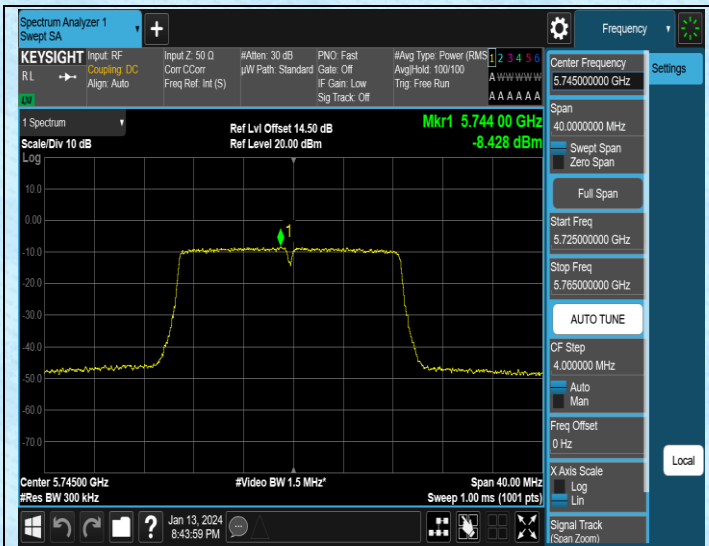 Spectrum Analyzer 1
Swept SA
+
Frequency
KEYSIGHT
R L
LXI
Input: RF
Coupling: DC
Align: Auto
Input Z: 50 Ω
Corr CCorr
Freq Ref: Int (S)
#Atten: 30 dB
µW Path: Standard
PNO: Fast
Gate: Off
IF Gain: Low
Sig Track: Off
#Avg Type: Power (RMS
Avg|Hold: 100/100
Trig: Free Run
1 2 3 4 5 6
A W W W W W
A A A A A A
1 Spectrum
Scale/Div 10 dB
Log
Ref Lvl Offset 14.50 dB
Ref Level 20.00 dBm
Mkr1 5.744 00 GHz
-8.428 dBm
10.0
0.00
-10.0
-20.0
-30.0
-40.0
-50.0
-60.0
-70.0
1
Center 5.74500 GHz
#Res BW 300 kHz
#Video BW 1.5 MHz*
Span 40.00 MHz
Sweep 1.00 ms (1001 pts)
?
Jan 13, 2024
8:43:59 PM
Center Frequency
5.745000000 GHz
Span
40.0000000 MHz
Swept Span
Zero Span
Full Span
Start Freq
5.725000000 GHz
Stop Freq
5.765000000 GHz
AUTO TUNE
CF Step
4.000000 MHz
Auto
Man
Freq Offset
0 Hz
X Axis Scale
Log
Lin
Signal Track
(Span Zoom)
Settings
Local